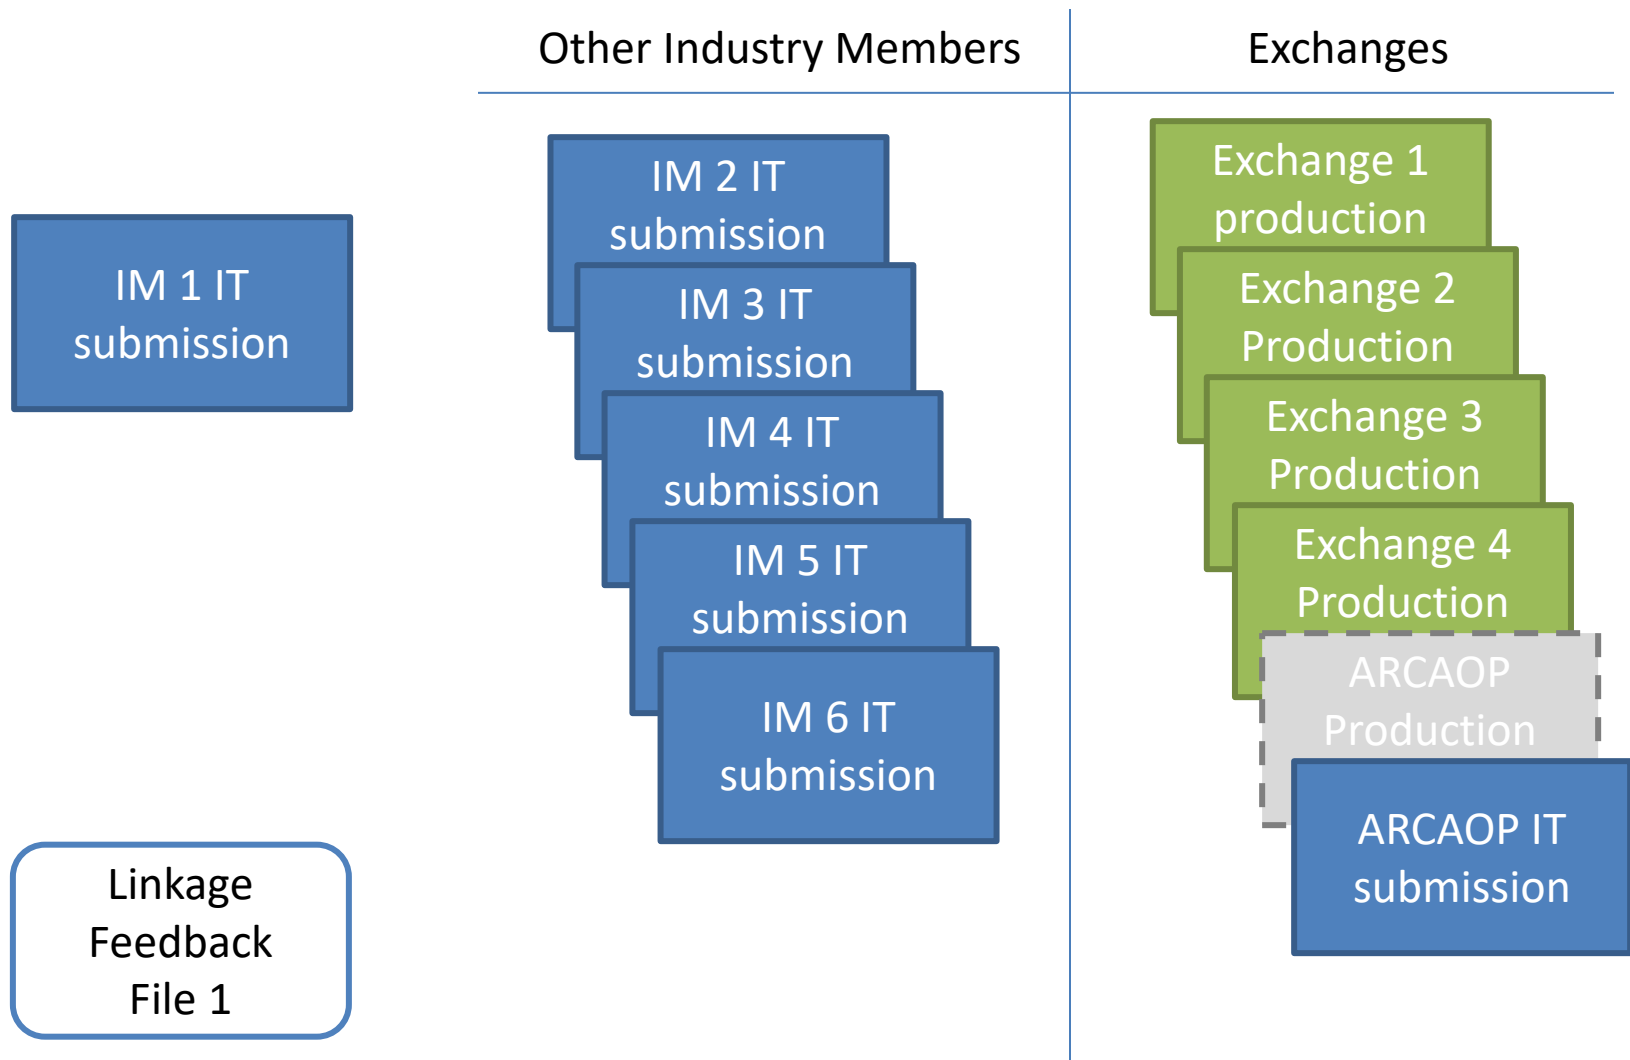 Other Industry Members
Exchanges
IM 1 IT
submission
IM 2 IT
submission
IM 3 IT
submission
IM 4 IT
submission
IM 5 IT
submission
IM 6 IT
submission
Exchange 1
production
Exchange 2
Production
Exchange 3
Production
Exchange 4
Production
ARCAOP
Production
ARCAOP IT
submission
Linkage
Feedback
File 1